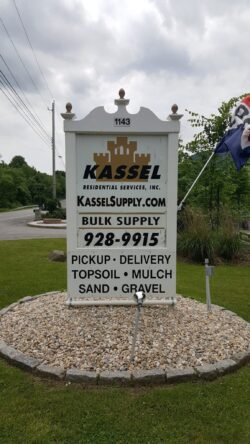 1143
KASSEL
RESIDENTIAL SERVICES, INC.
KASSELSUPPLY.COM
BULK SUPPLY
928-9915
PICKUP · DELIVERY
TOPSOIL • MULCH
SAND • GRAVEL